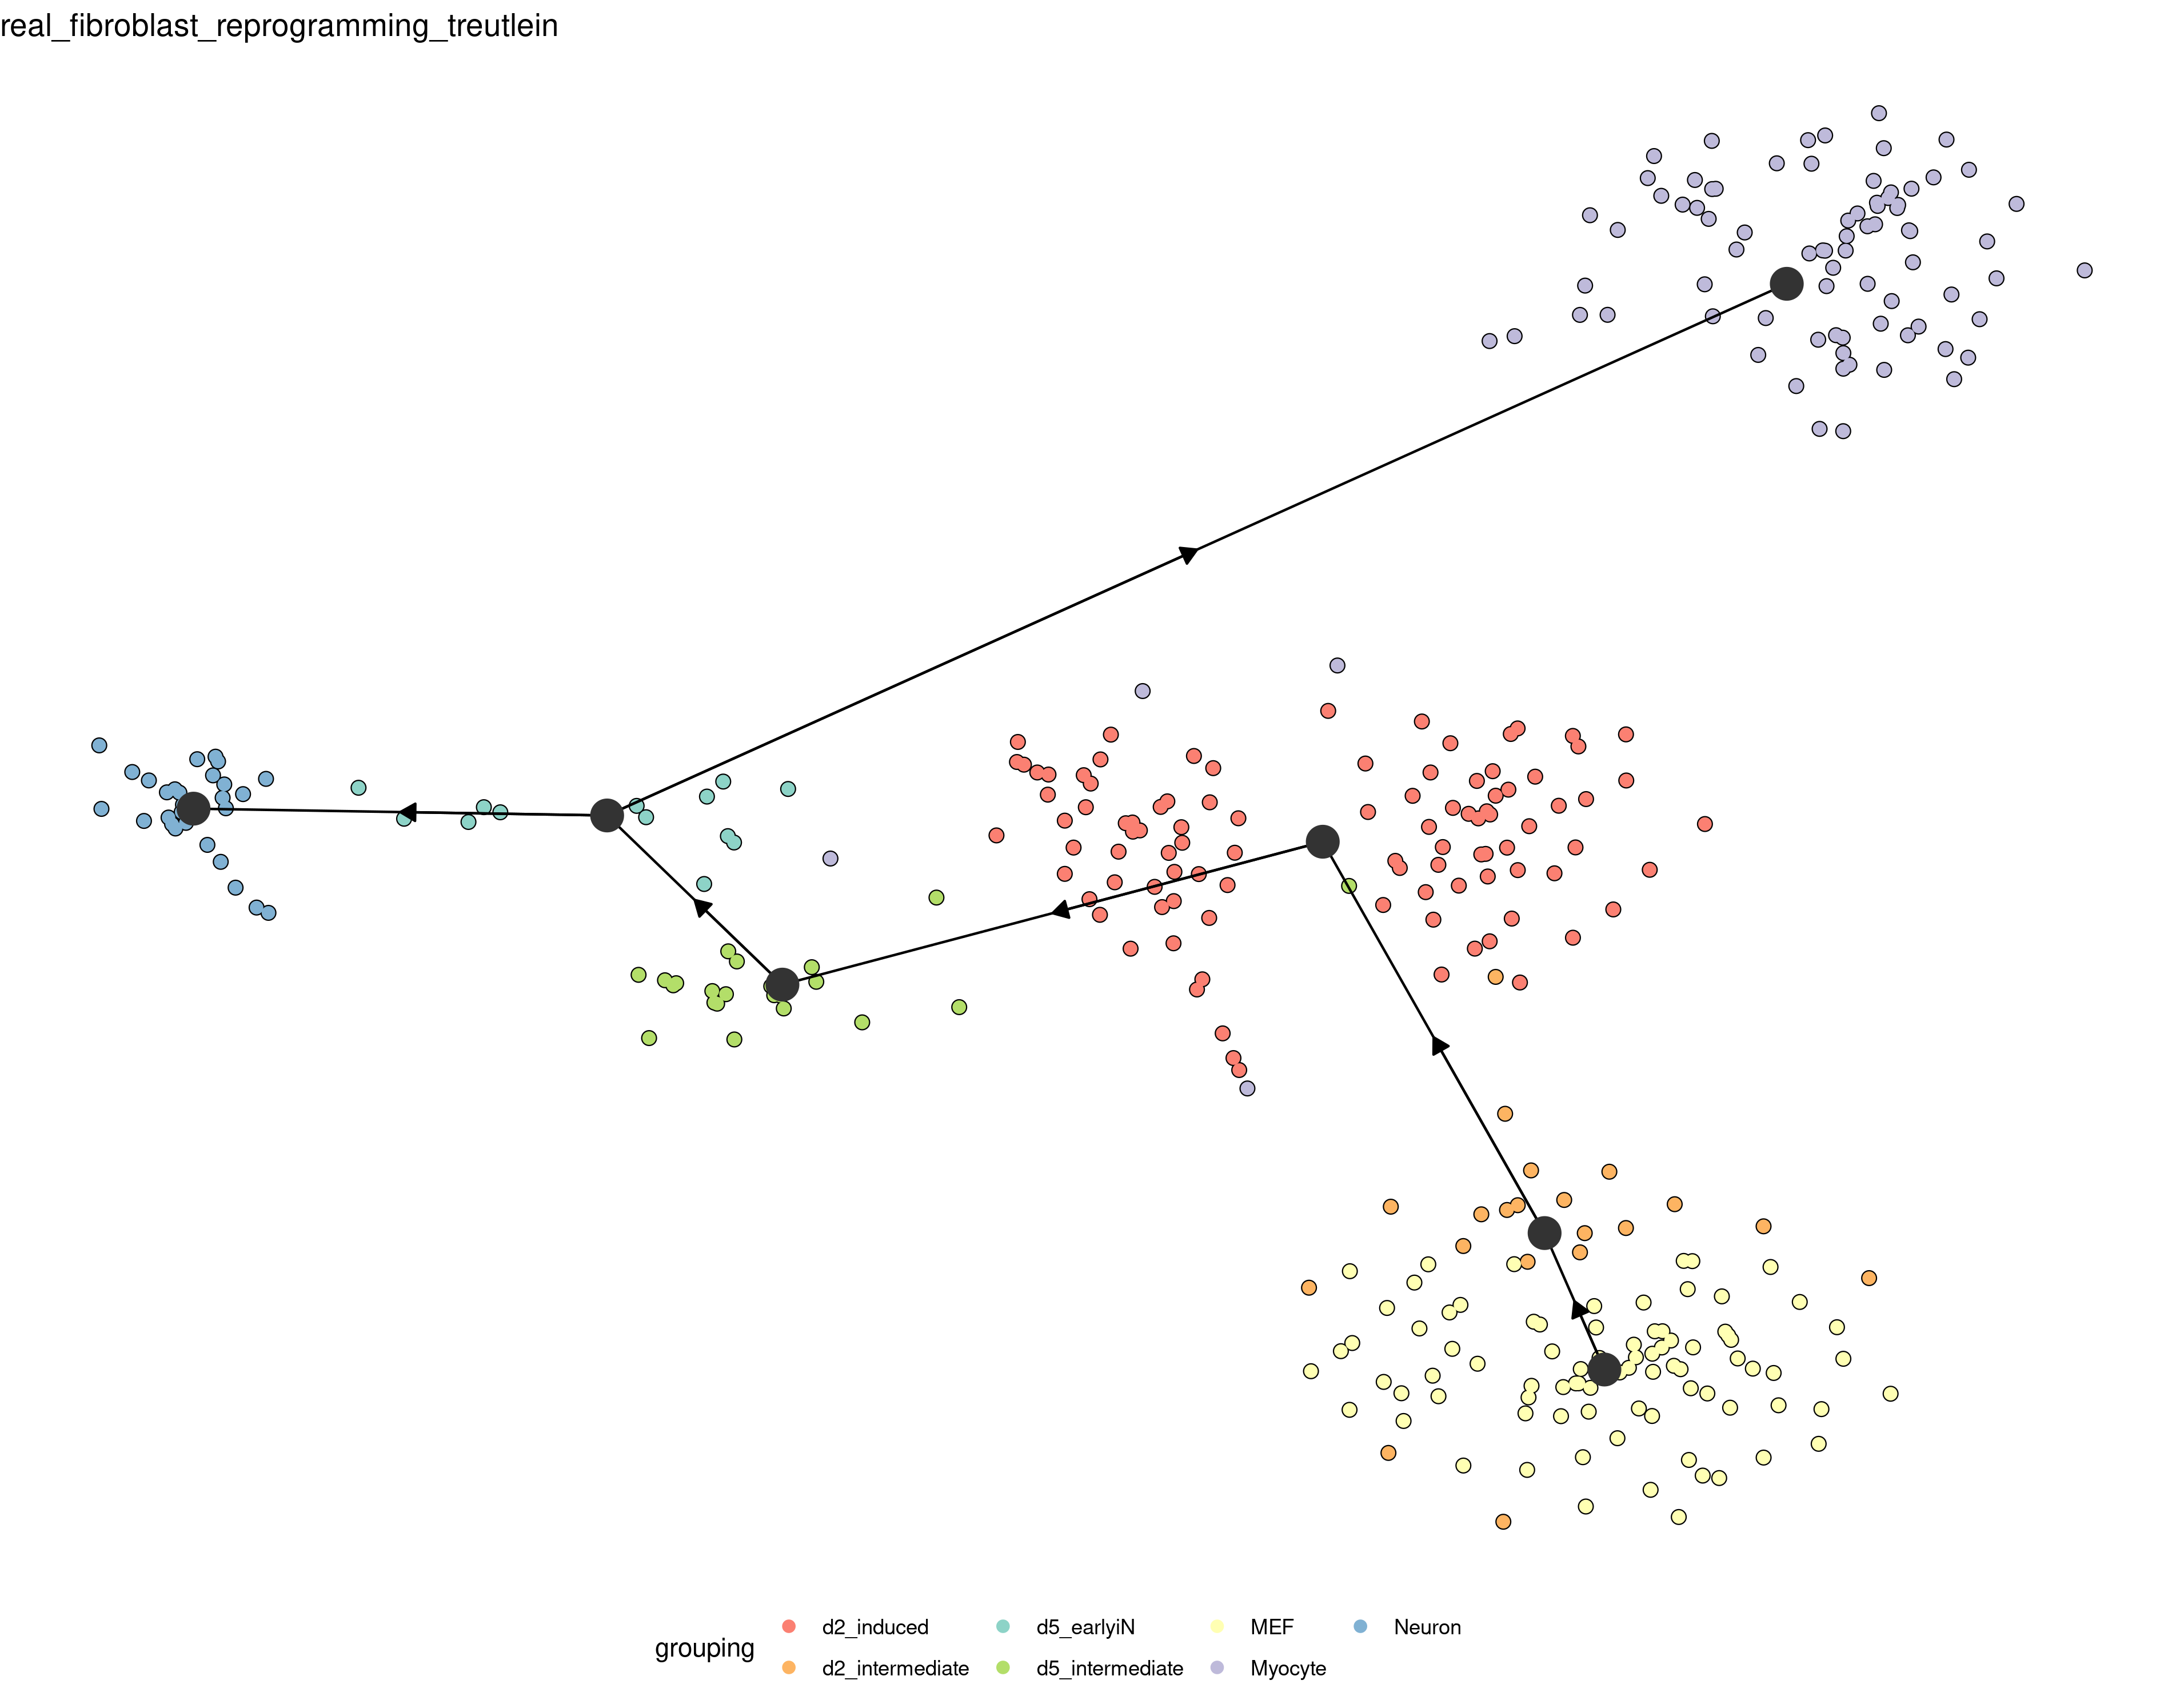 real_fibroblast_reprogramming_treutlein
grouping
d2_induced
d2_intermediate
d5_earlyiN
d5_intermediate
MEF
Myocyte
Neuron